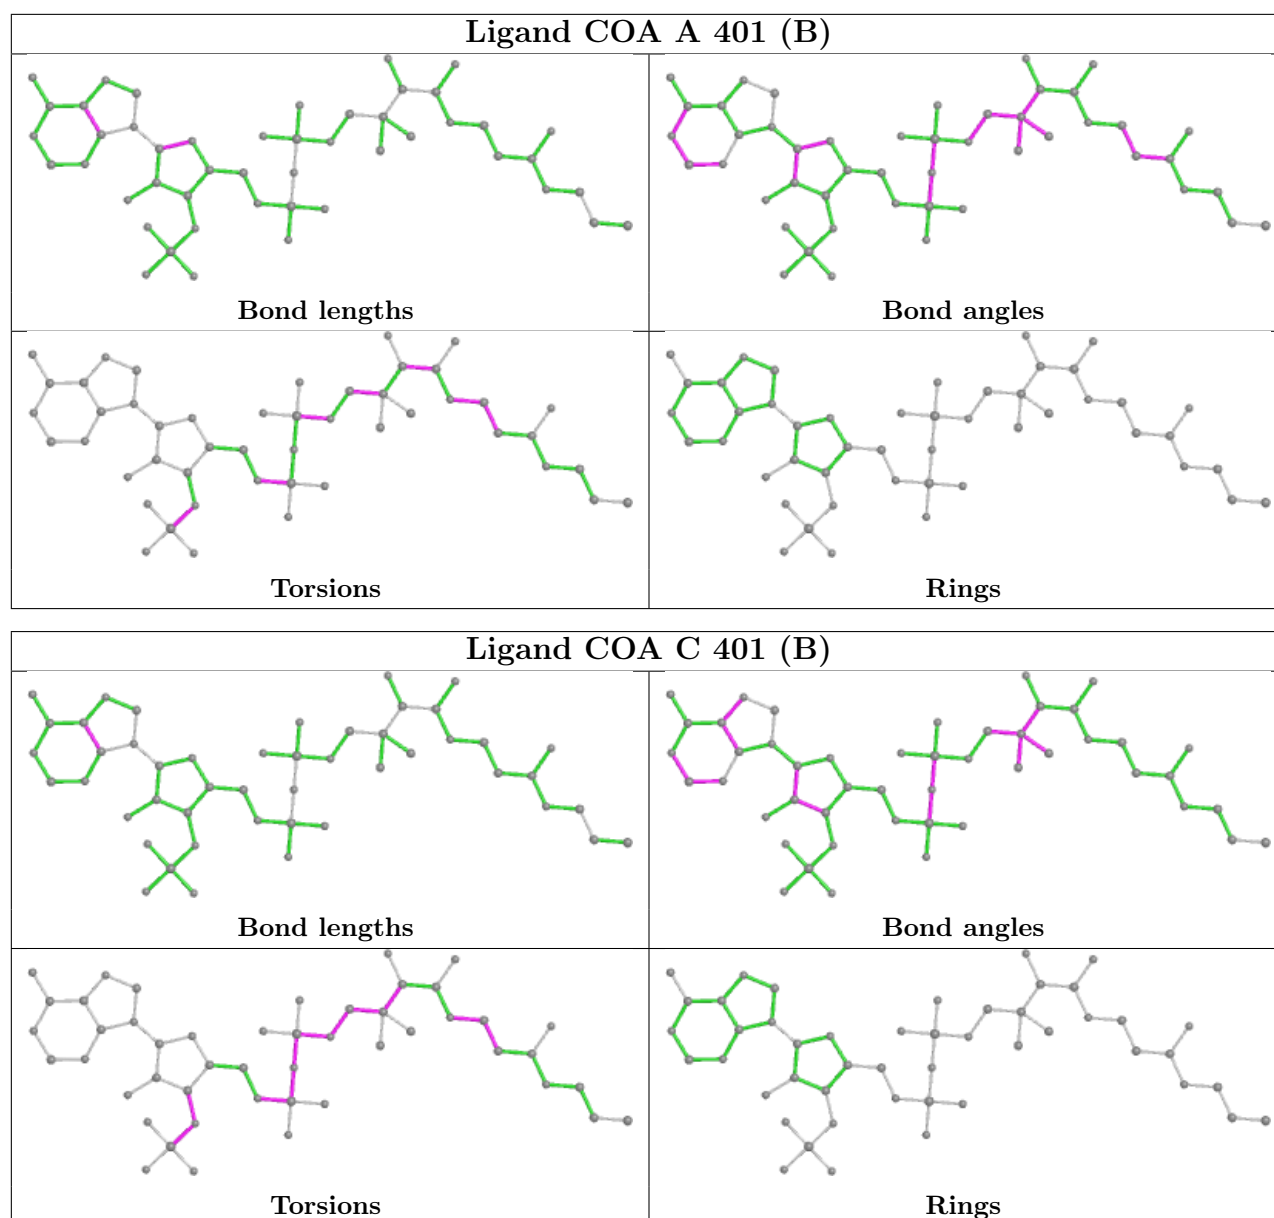 Ligand COA A 401 (B)
Bond lengths
Bond angles
Torsions
Rings
Ligand COA C 401 (B)
Bond lengths
Bond angles
Torsions
Rings